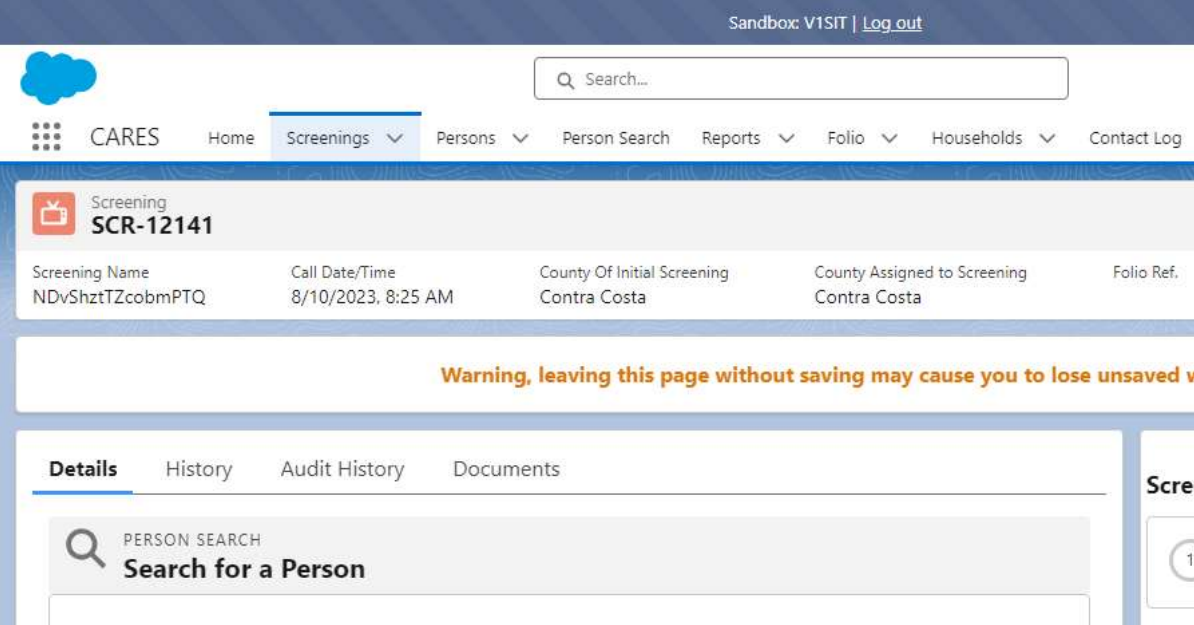 Sandbox: V1SIT | Log out
Search...
CARES Home Screenings Persons Person Search Reports Folio Households Contact Log
Screening
SCR-12141
Screening Name Call Date/Time County Of Initial Screening County Assigned to Screening Folio Ref.
NDvShztTZcobmPTQ 8/10/2023, 8:25 AM Contra Costa Contra Costa
Warning, leaving this page without saving may cause you to lose unsaved
Details History Audit History Documents
Scre
PERSON SEARCH
Search for a Person
1